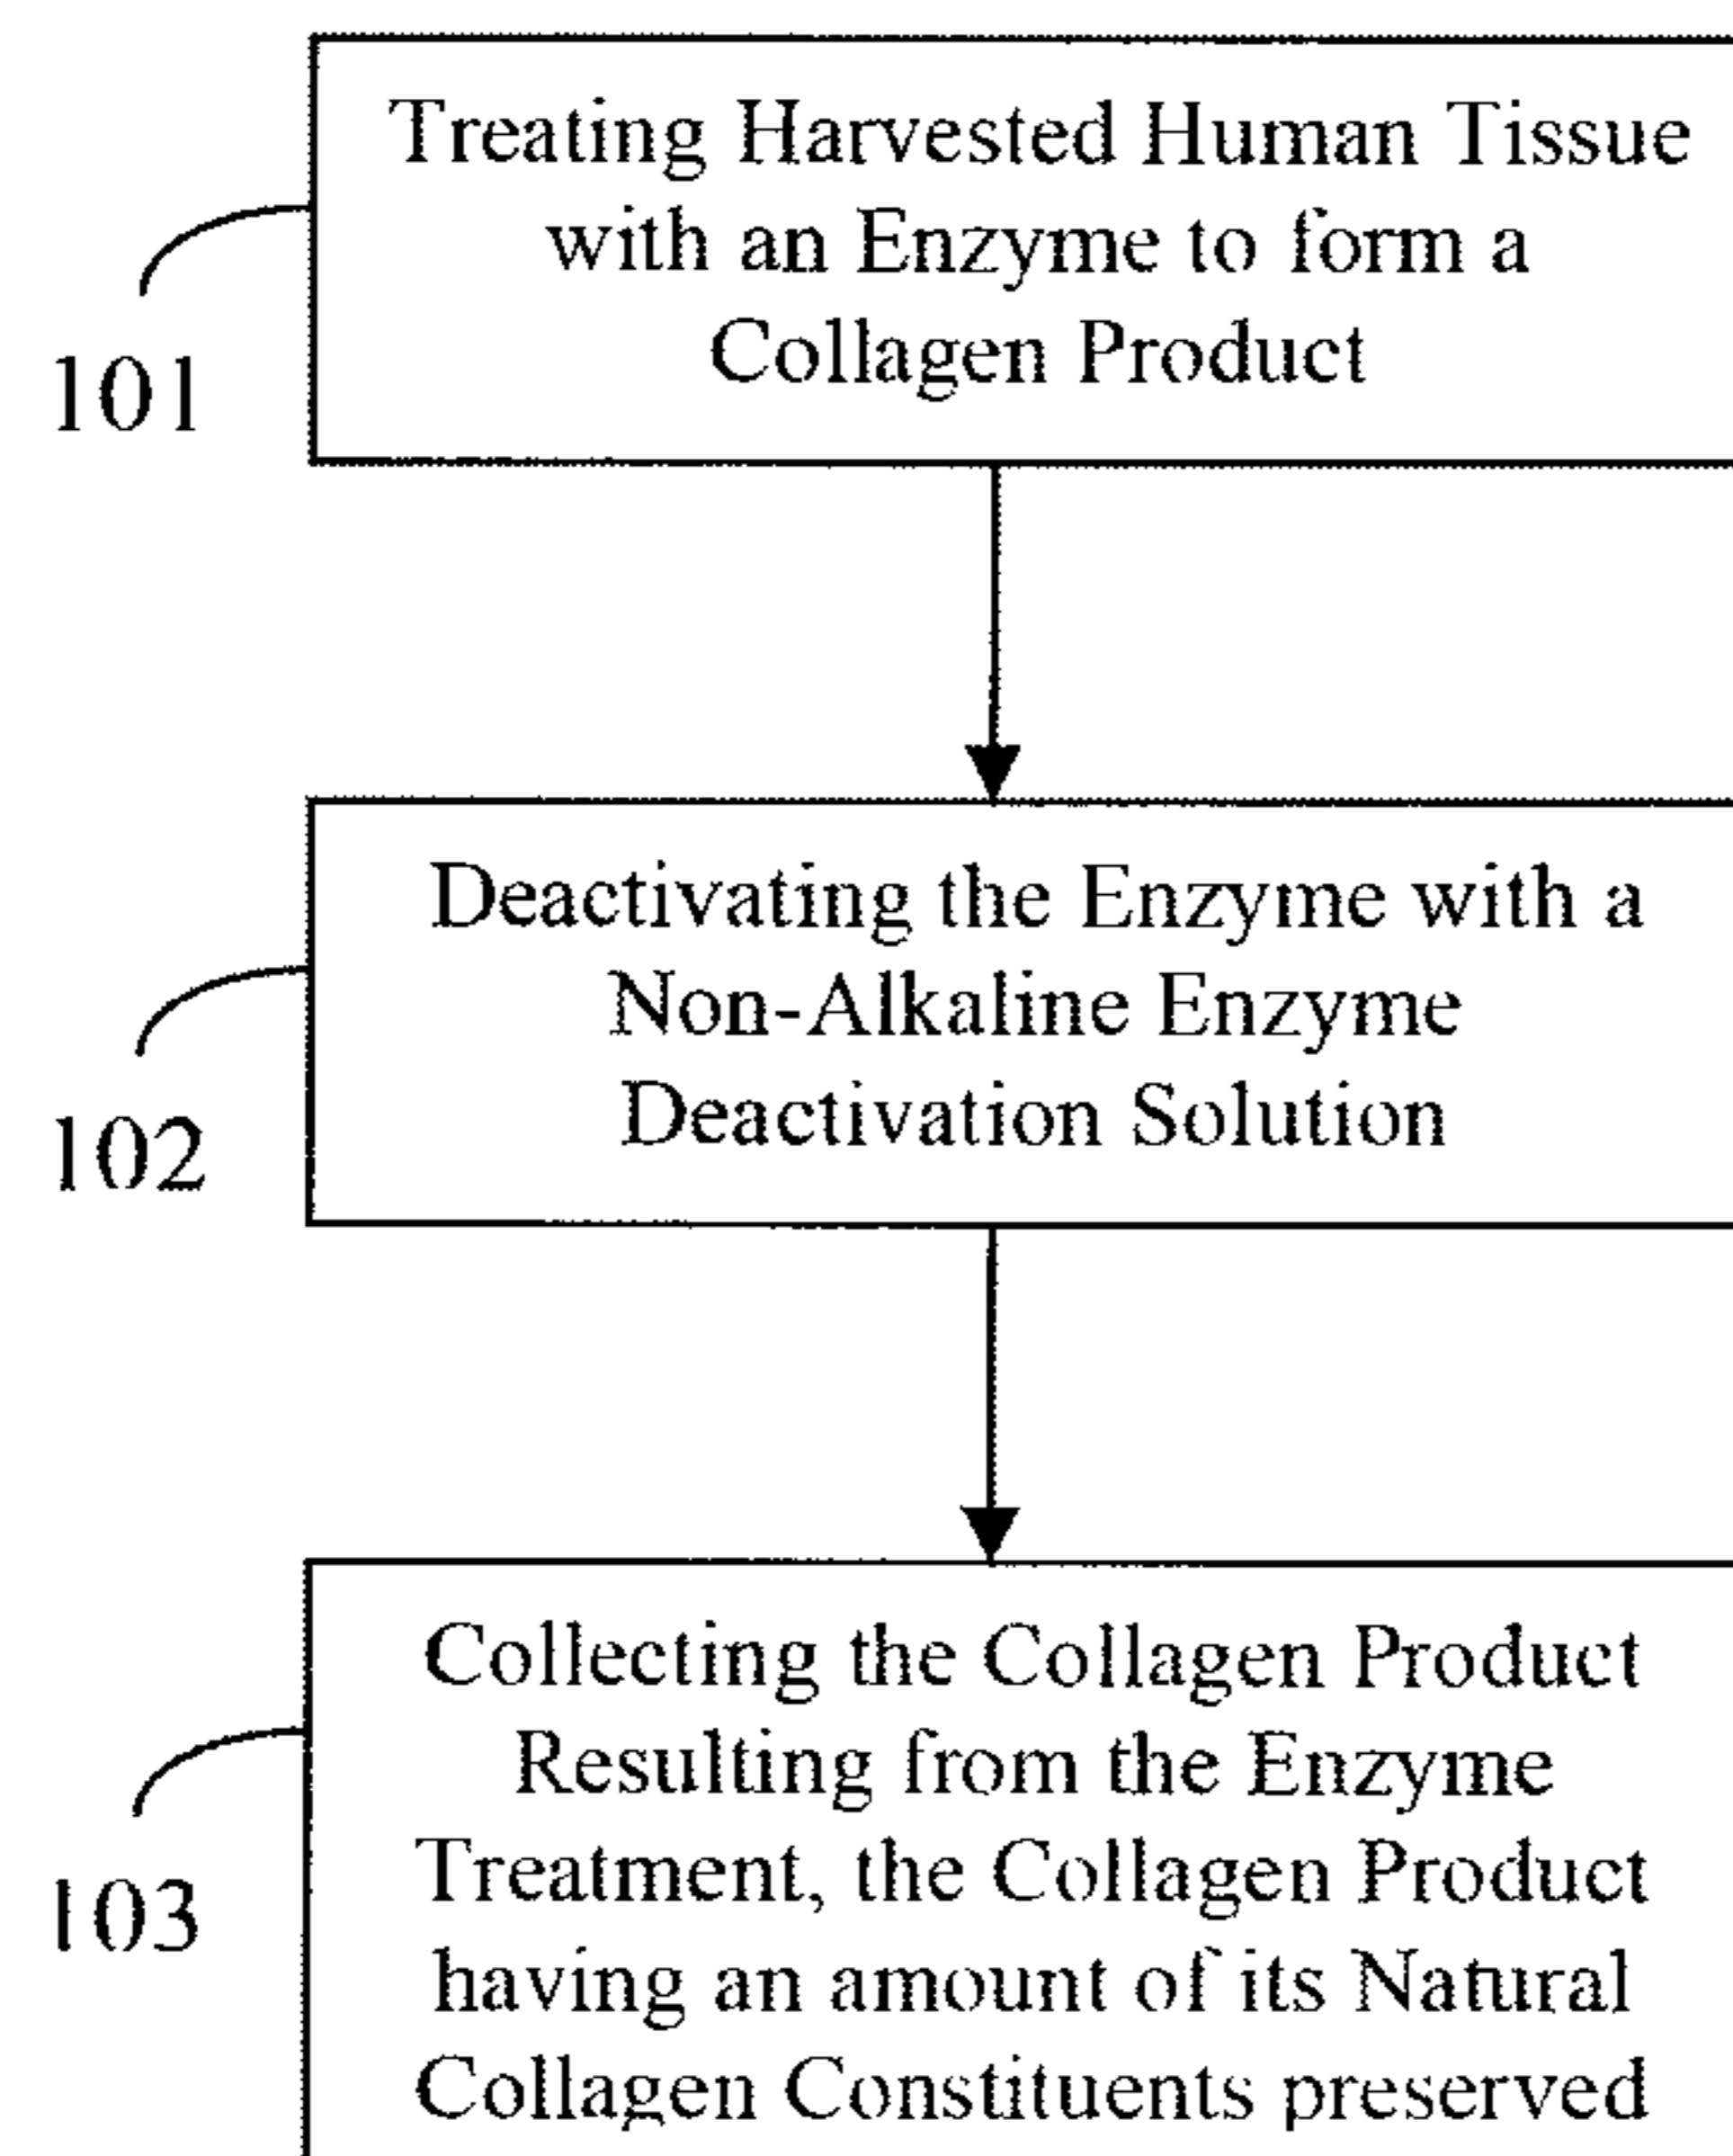 Treating Harvested Human Tissue
with an Enzyme to form a
Collagen Product
101
Deactivating the Enzyme with a
Non-Alkaline Enzyme
Deactivation Solution
102
Collecting the Collagen Product
Resulting from the Enzyme
Treatment, the Collagen Product
having an amount of its Natural
Collagen Constituents preserved
103